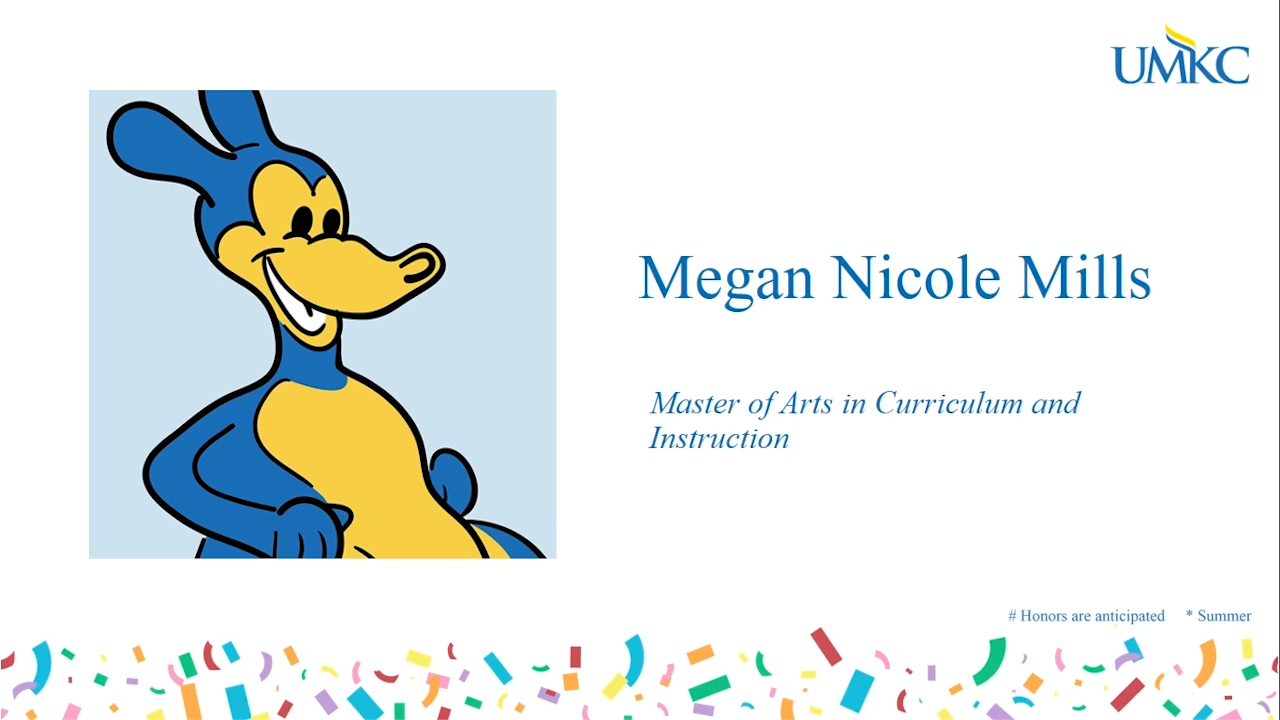 UMKC
Megan Nicole Mills
Master of Arts in Curriculum and
Instruction
# Honors are anticipated * Summer